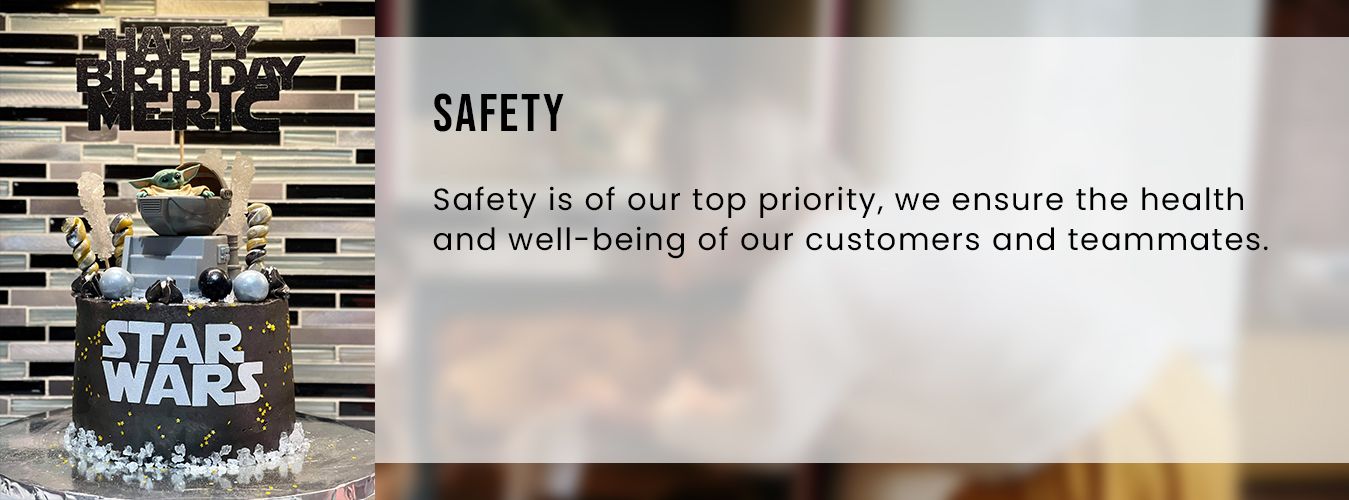 HAPPY
BIRTHDAY
MERIC
STAR
WARS
SAFETY
Safety is of our top priority, we ensure the health
and well-being of our customers and teammates.